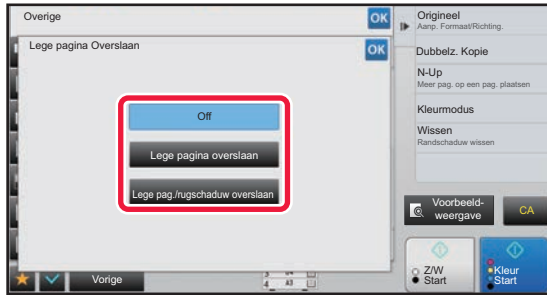 Overige
OK
Lege pagina Overslaan
OK
Off
Lege pagina overslaan
Lege pag./rugschaduw overslaan
Vorige
A3
Origineel
Aanp. Formaat/Richting.
Dubbelz. Kopie
N-Up
Meer pag. op een pag. plaatsen
Kleurmodus
Wissen
Randschaduw wissen
Voorbeeld-
weergave
CA
Z/W
Start
Kleur
Start